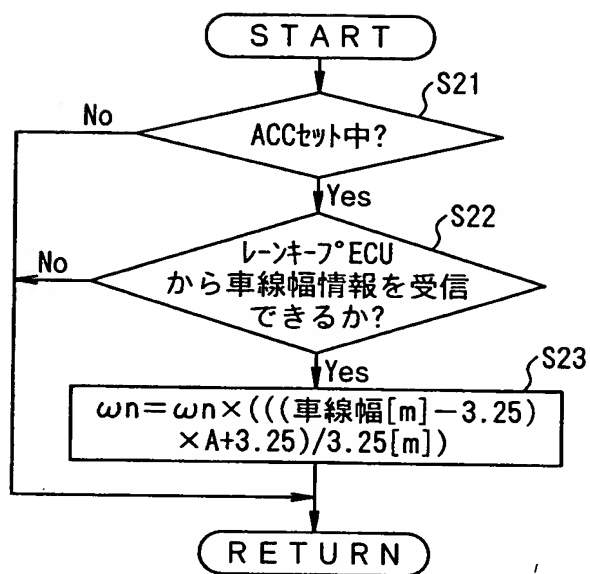 START
S21
No
ACCｾｯﾄ中?
Yes
S22
No
ﾚｰﾝｷｰﾌﾟECU
から車線幅情報を受信
できるか?
Yes
S23
ωn=ωn×(((車線幅[m]−3.25)
×A+3.25)/3.25[m])
RETURN